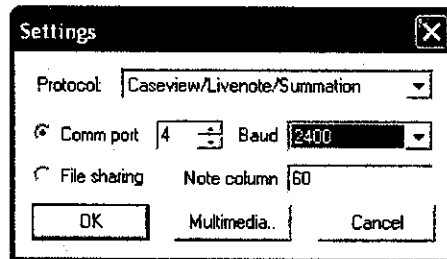 Settings
Protocol: Caseview/Livenote/Summation
Comm port 4 Baud 2400
File sharing Note column 60
OK Multimedia.. Cancel